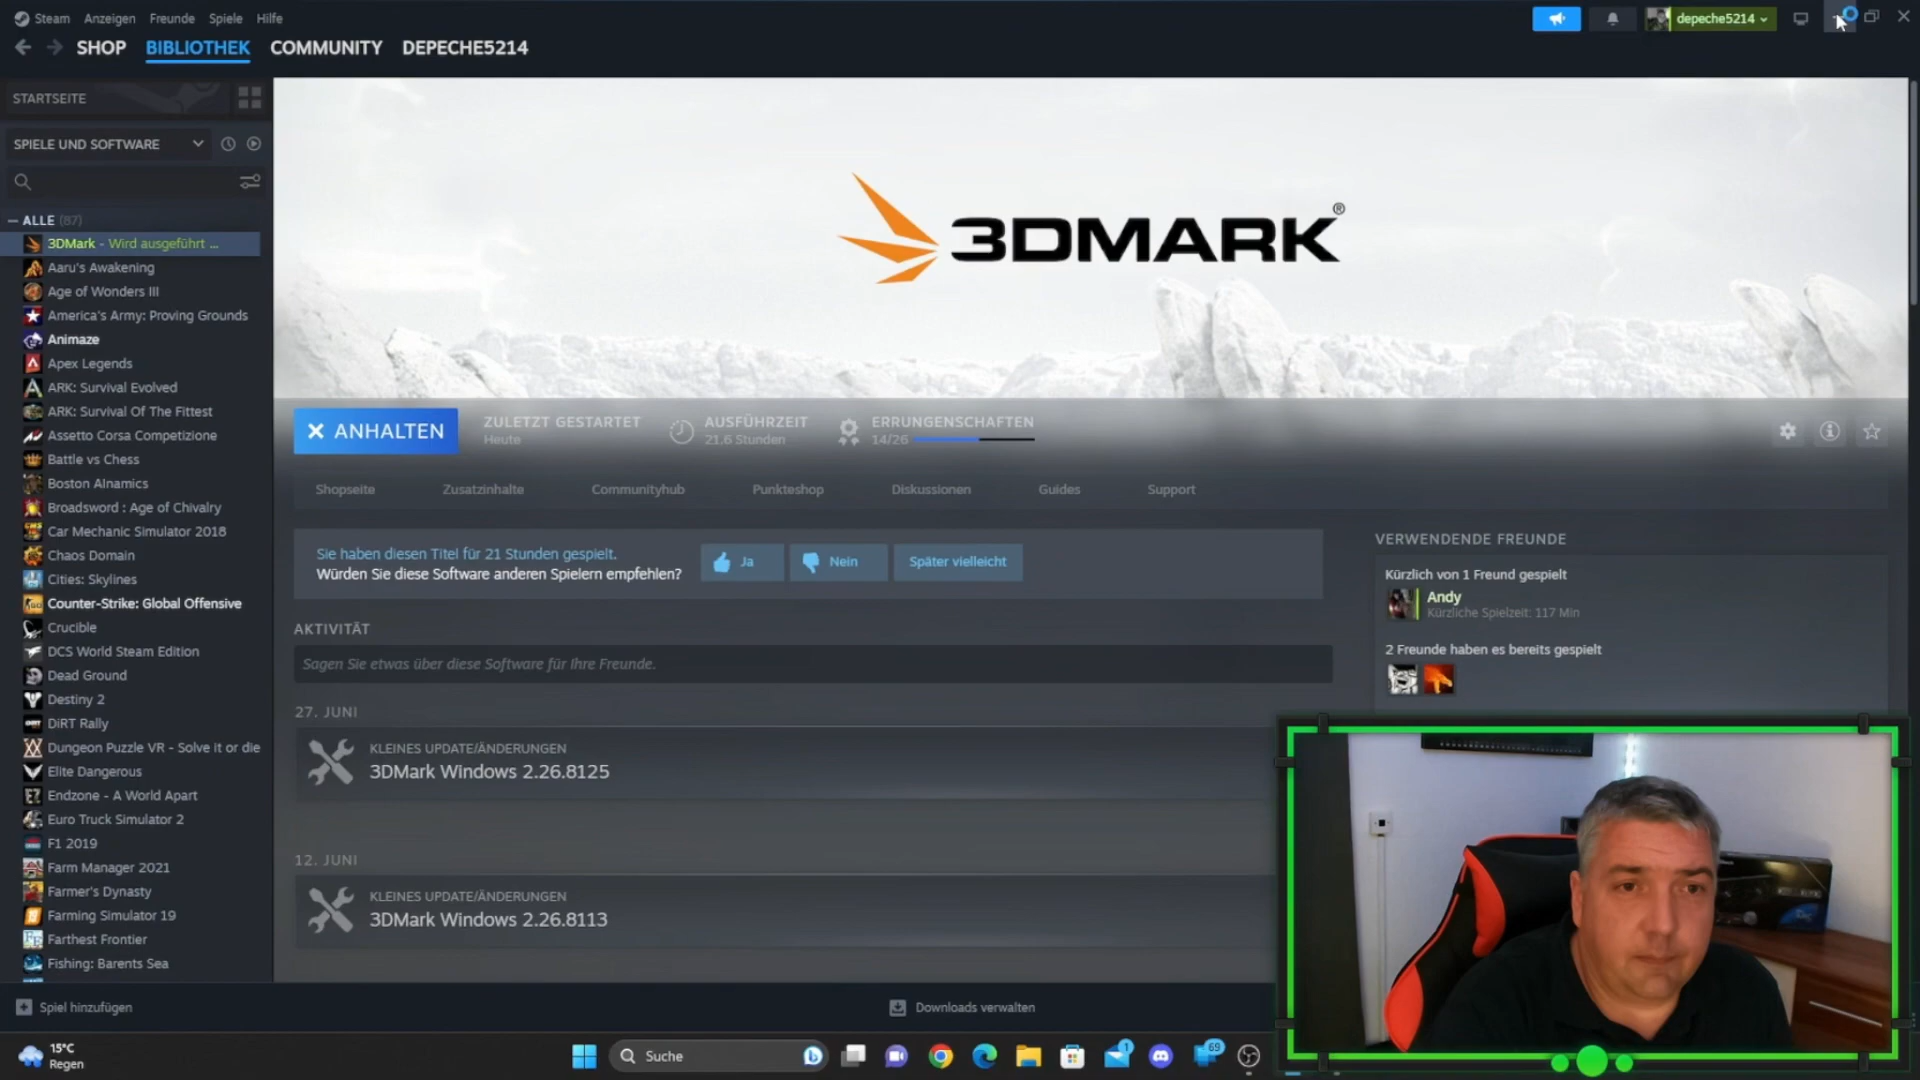 Steam Anzeigen Freunde Spiele Hilfe
depeche5214
SHOP BIBLIOTHEK COMMUNITY DEPECHE5214
STARTSEITE
SPIELE UND SOFTWARE
— ALLE (87)
3DMark - Wird ausgeführt ...
Aaru's Awakening
Age of Wonders III
America's Army: Proving Grounds
Animaze
Apex Legends
ARK: Survival Evolved
ARK: Survival Of The Fittest
Assetto Corsa Competizione
Battle vs Chess
Boston AInamics
Broadsword : Age of Chivalry
Car Mechanic Simulator 2018
Chaos Domain
Cities: Skylines
Counter-Strike: Global Offensive
Crucible
DCS World Steam Edition
Dead Ground
Destiny 2
DiRT Rally
Dungeon Puzzle VR - Solve it or die
Elite Dangerous
Endzone - A World Apart
Euro Truck Simulator 2
F1 2019
Farm Manager 2021
Farmer's Dynasty
Farming Simulator 19
Farthest Frontier
Fishing: Barents Sea
3DMARK®
ANHALTEN
ZULETZT GESTARTET
Heute
AUSFÜHRZEIT
21.6 Stunden
ERRUNGENSCHAFTEN
14/26
Shopseite Zusatzinhalte Communityhub Punkteshop Diskussionen Guides Support
Sie haben diesen Titel für 21 Stunden gespielt.
Würden Sie diese Software anderen Spielern empfehlen?
Ja
Nein
Später vielleicht
AKTIVITÄT
Sagen Sie etwas über diese Software für Ihre Freunde.
27. JUNI
KLEINES UPDATE/ÄNDERUNGEN
3DMark Windows 2.26.8125
12. JUNI
KLEINES UPDATE/ÄNDERUNGEN
3DMark Windows 2.26.8113
VERWENDENDE FREUNDE
Kürzlich von 1 Freund gespielt
Andy
Kürzliche Spielzeit: 117 Min
2 Freunde haben es bereits gespielt
Spiel hinzufügen
Downloads verwalten
15°C
Regen
Suche
1
69